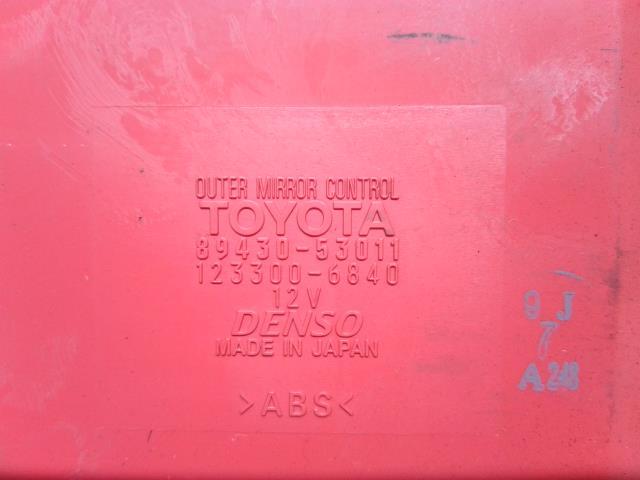 OUTER MIRROR CONTROL
TOYOTA
89430-53011
123300-6840
12V
DENSO
MADE IN JAPAN
>ABS<
9 J
7
A 248